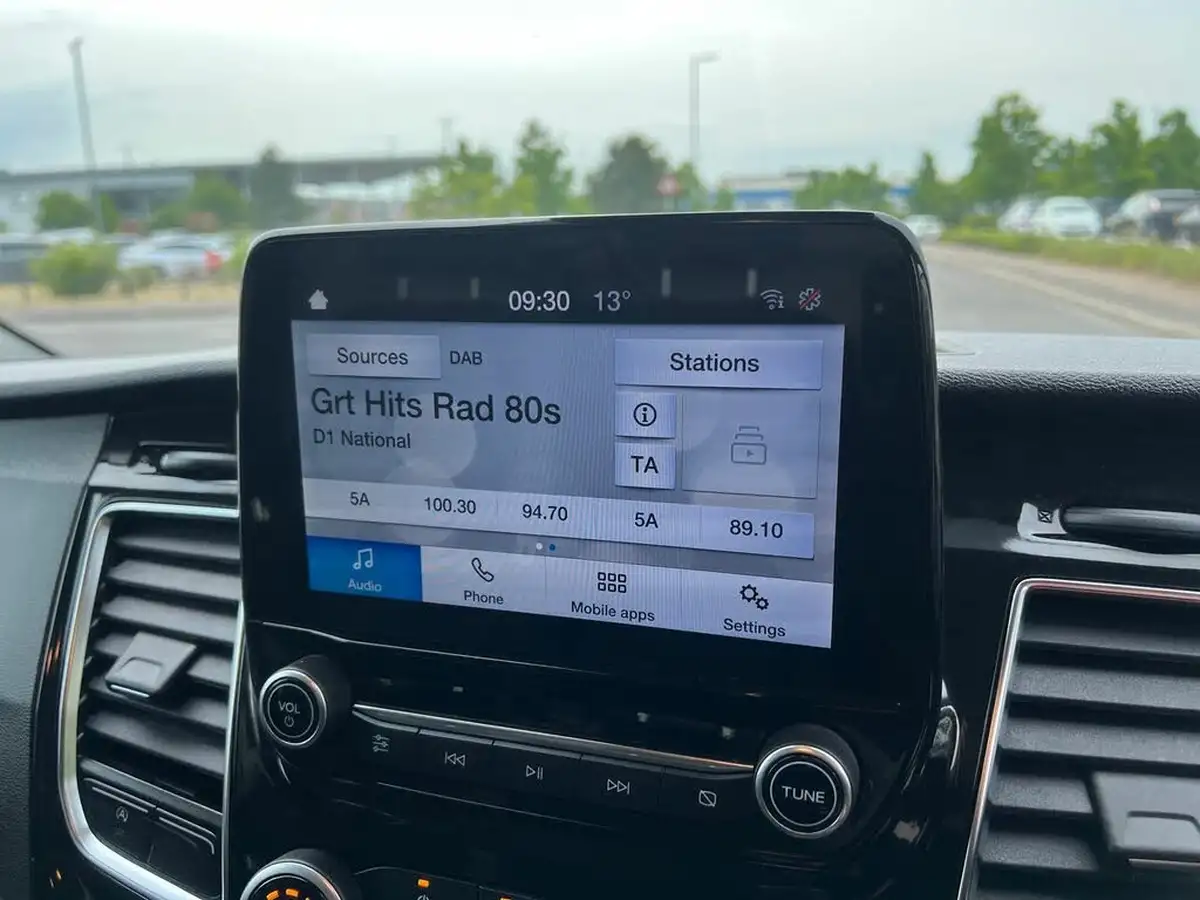 09:30 13°
Sources DAB Stations
Grt Hits Rad 80s
D1 National
TA
5A 100.30 94.70 5A 89.10
Audio Phone Mobile apps Settings
VOL
TUNE
A